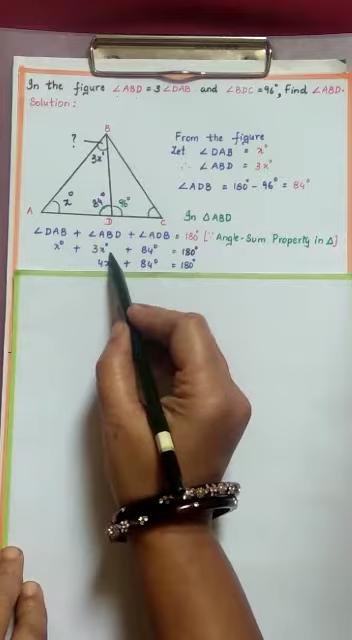 In the figure ∠ABD = 3 ∠DAB and ∠BDC = 96°, Find ∠ABD.
Solution:
B
?
3x°
From the figure
Let ∠DAB = x°
∴ ∠ABD = 3x°
∠ADB = 180° - 96° = 84°
A
x°
84°
96°
D
C
In △ABD
∠DAB + ∠ABD + ∠ADB = 180° [∵ Angle-Sum Property in △]
x° + 3x° + 84° = 180°
+ 84° = 180°